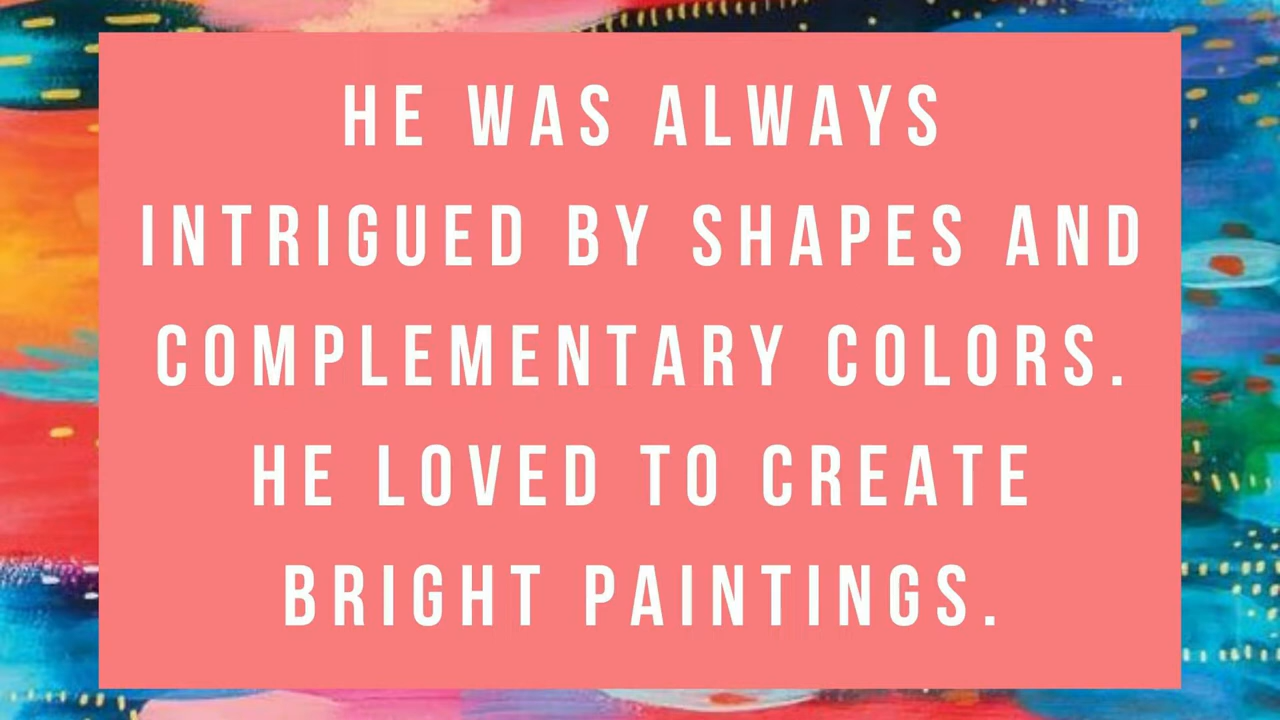 HE WAS ALWAYS
INTRIGUED BY SHAPES AND
COMPLEMENTARY COLORS.
HE LOVED TO CREATE
BRIGHT PAINTINGS.